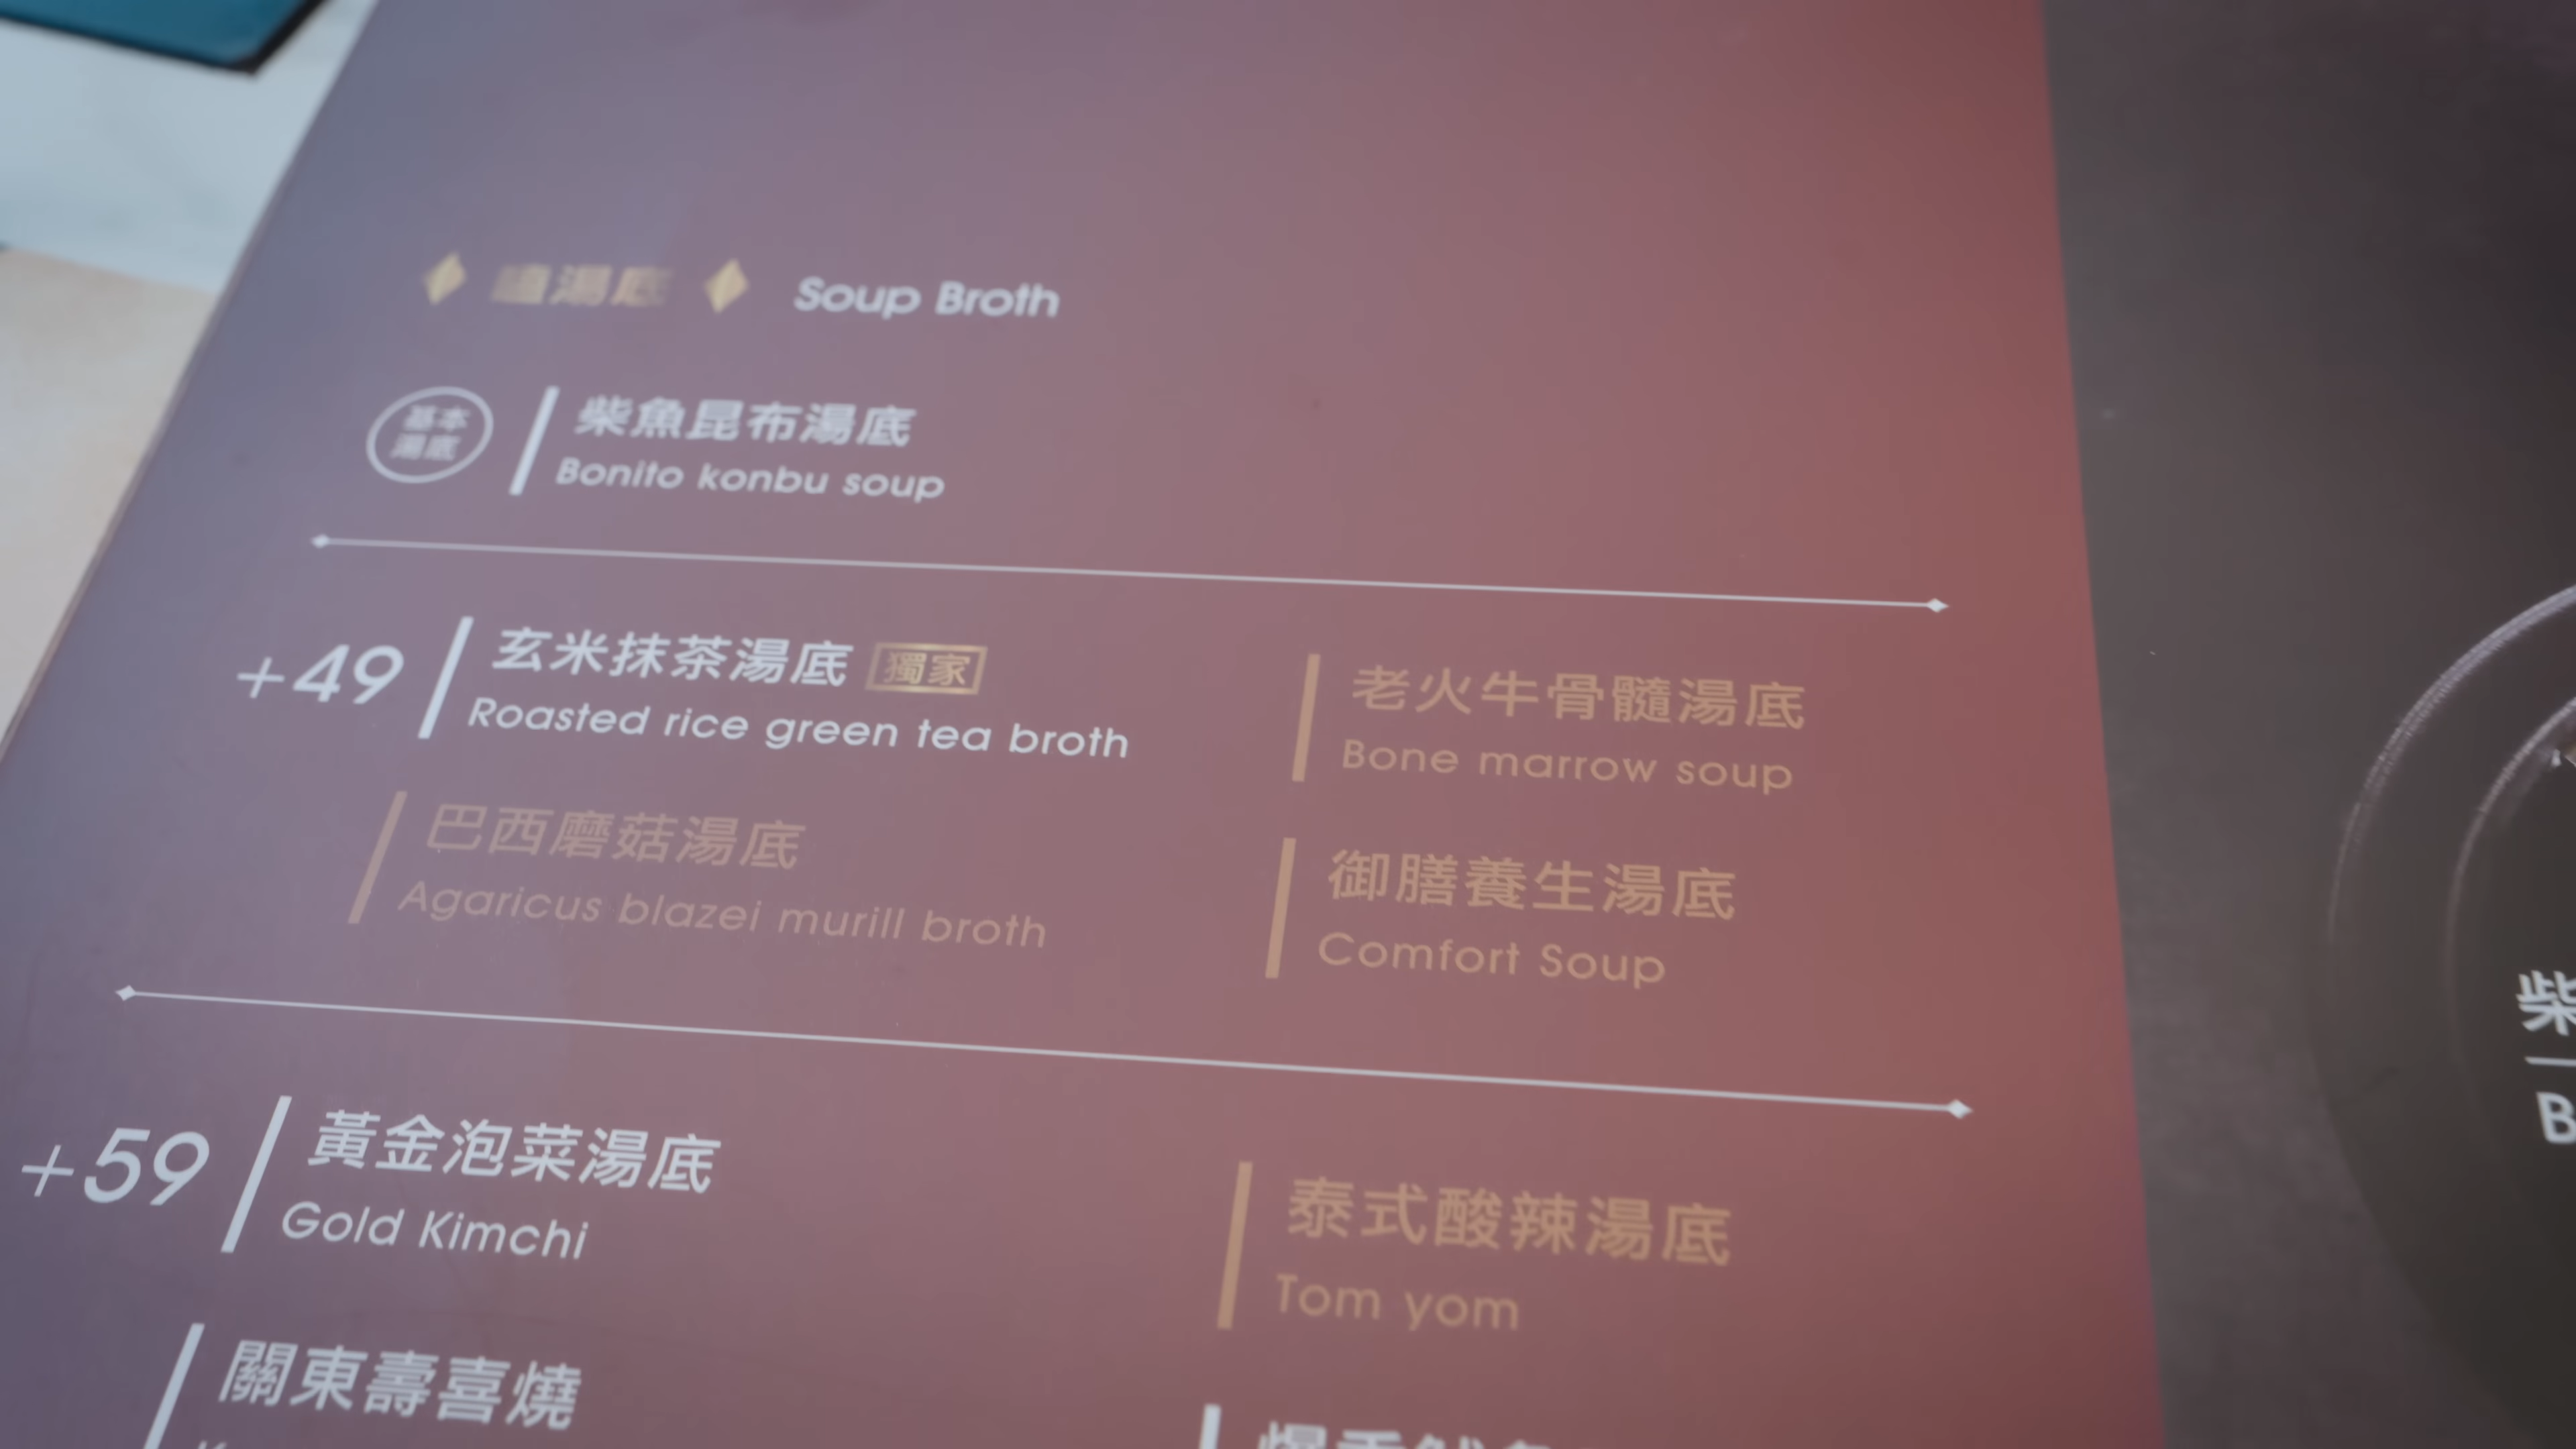 湯底 Soup Broth
基本
湯底
柴魚昆布湯底
Bonito konbu soup
+49
玄米抹茶湯底 獨家
Roasted rice green tea broth
老火牛骨髓湯底
Bone marrow soup
巴西磨菇湯底
Agaricus blazei murill broth
御膳養生湯底
Comfort Soup
+59
黃金泡菜湯底
Gold Kimchi
泰式酸辣湯底
Tom yom
關東壽喜燒
柴
B